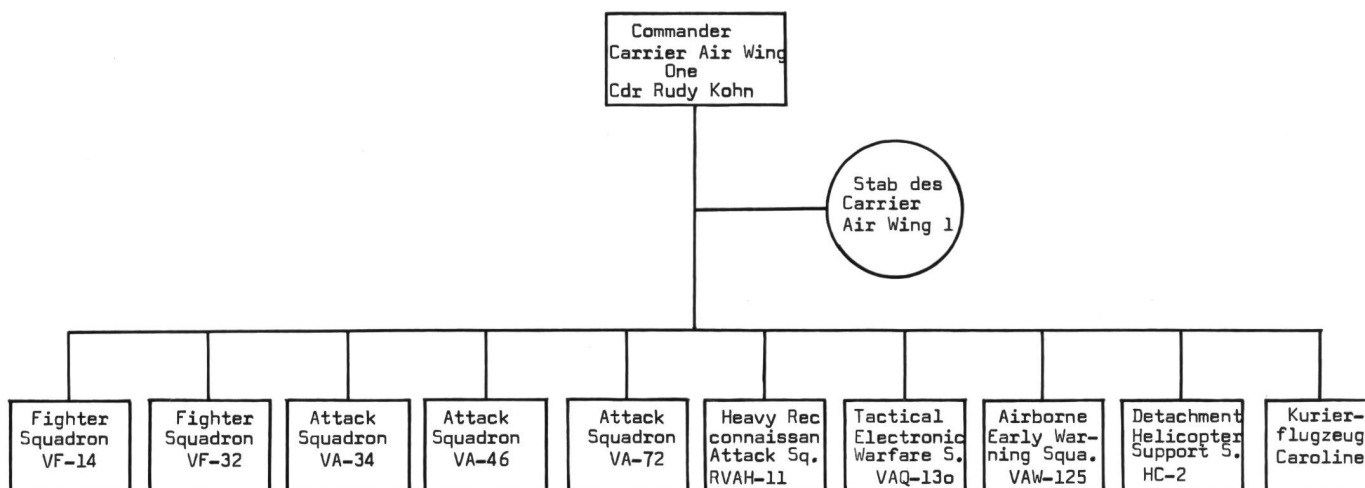 Commander
Carrier Air Wing
One
Cdr Rudy Kohn
Stab des
Carrier
Air Wing 1
Fighter
Squadron
VF-14
Fighter
Squadron
VF-32
Attack
Squadron
VA-34
Attack
Squadron
VA-46
Attack
Squadron
VA-72
Heavy Rec
connaissan
Attack Sq.
RVAH-11
Tactical
Electronic
Warfare S.
VAQ-13o
Airborne
Early War-
ning Squa.
VAW-125
Detachment
Helicopter
Support S.
HC-2
Kurier-
flugzeug
Caroline